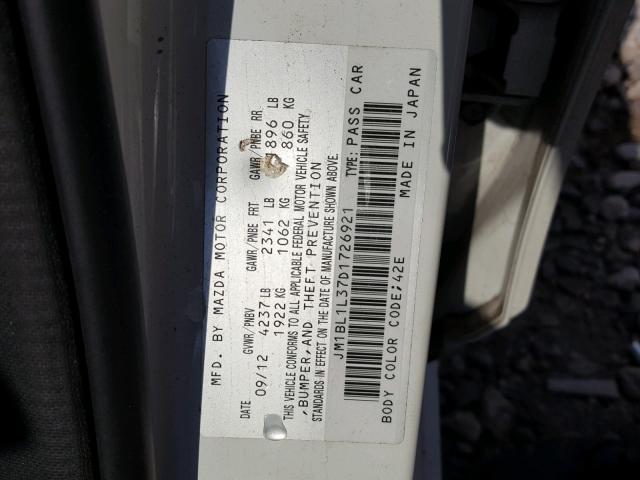 MFD. BY MAZDA MOTOR CORPORATION
DATE GVWR/PNBV GAWR/PNBE FRT GAWR/PNBE RR
09/12 4237 LB 2341 LB 1896 LB
1922 KG 1062 KG 860 KG
THIS VEHICLE CONFORMS TO ALL APPLICABLE FEDERAL MOTOR VEHICLE SAFETY
,BUMPER,AND THEFT PREVENTION
STANDARDS IN EFFECT ON THE DATE OF MANUFACTURE SHOWN ABOVE.
JM1BL1L37D1726921 TYPE: PASS CAR
BODY COLOR CODE;42E MADE IN JAPAN